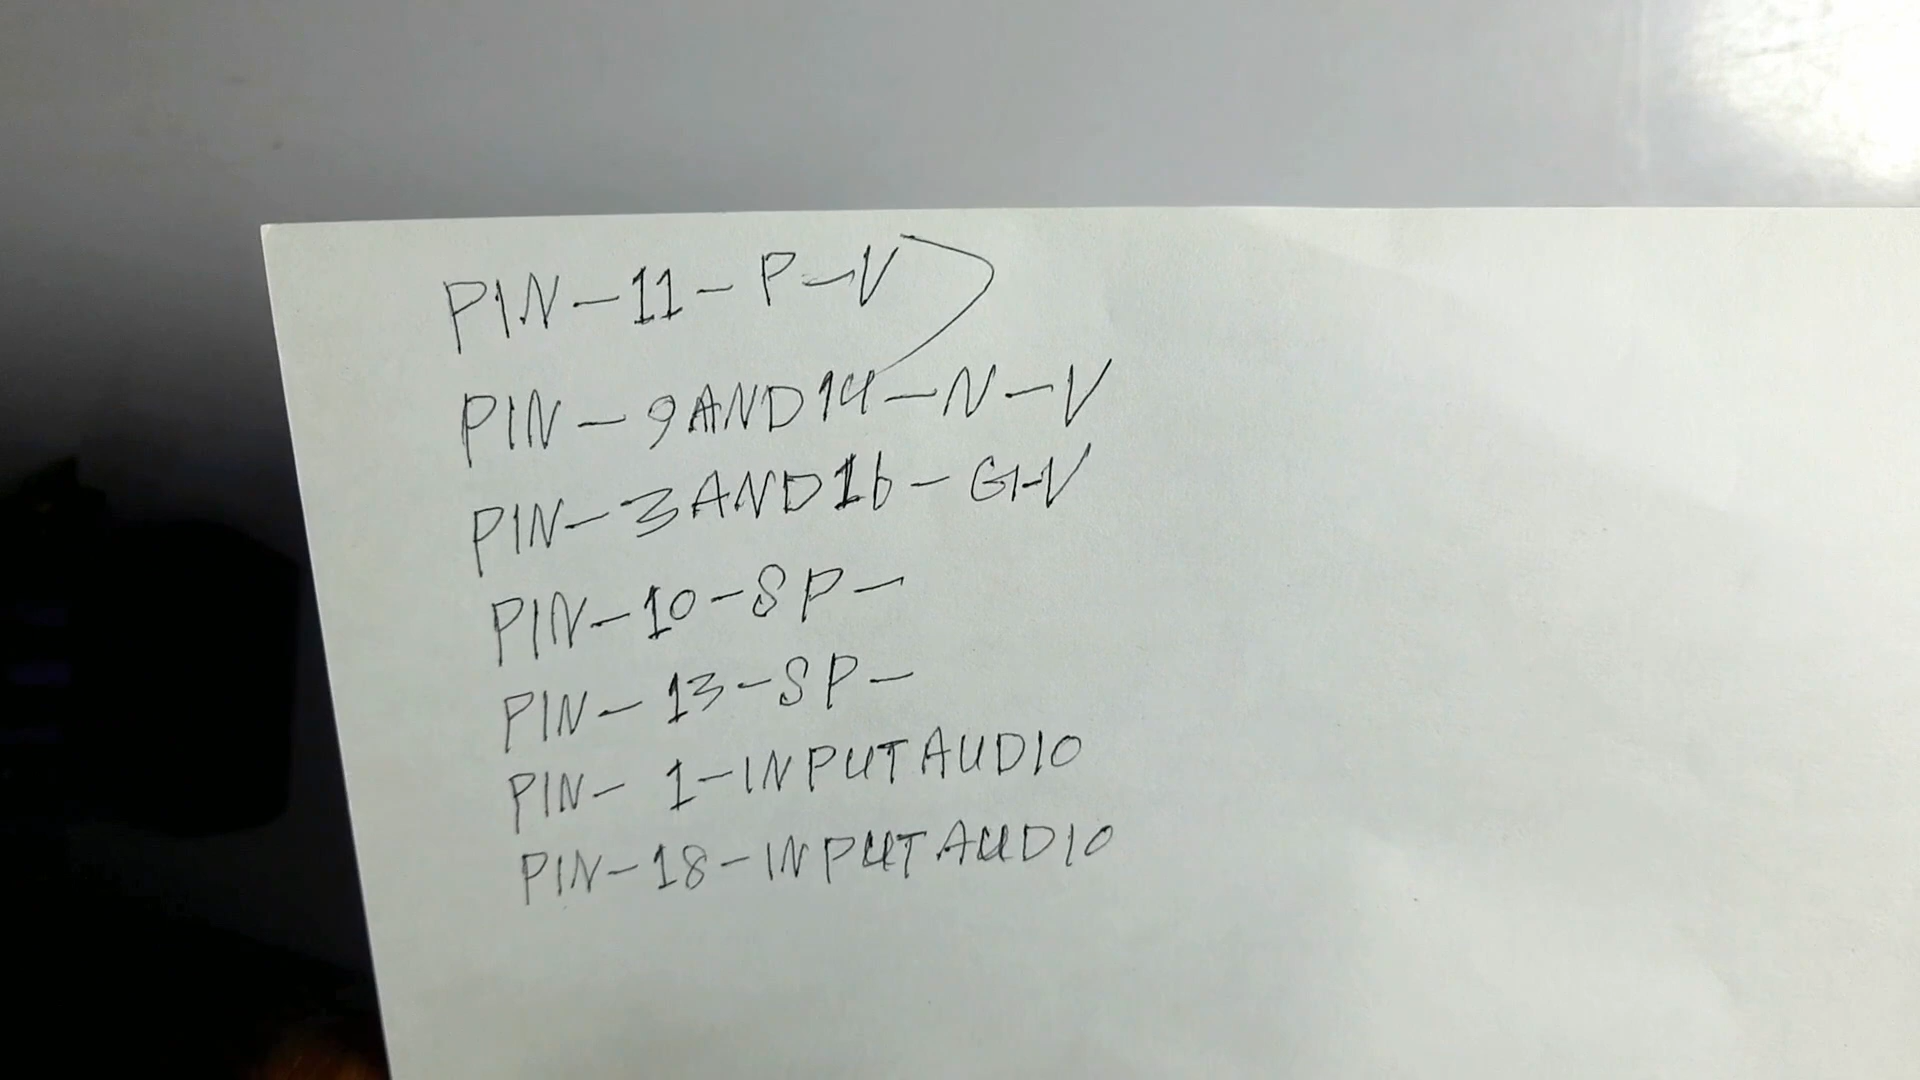 PIN-11-P-V
PIN-9AND14-N-V
PIN-3AND16-G-V
PIN-10-SP-
PIN-13-SP-
PIN-1-INPUTAUDIO
PIN-18-INPUTAUDIO